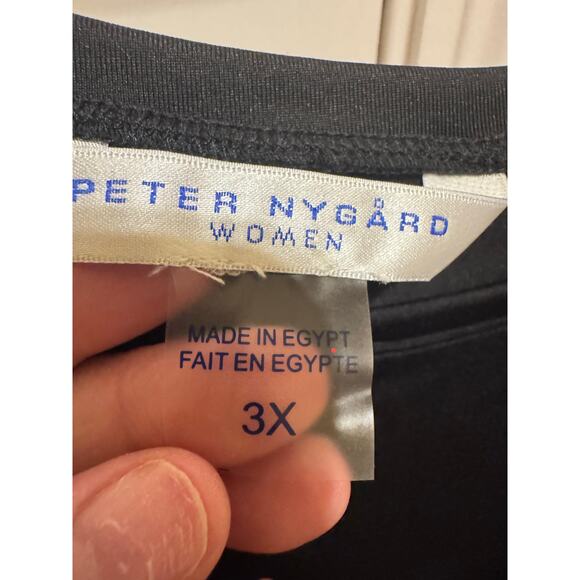 PETER NYGÅRD
WOMEN
MADE IN EGYPT
FAIT EN EGYPTE
3X